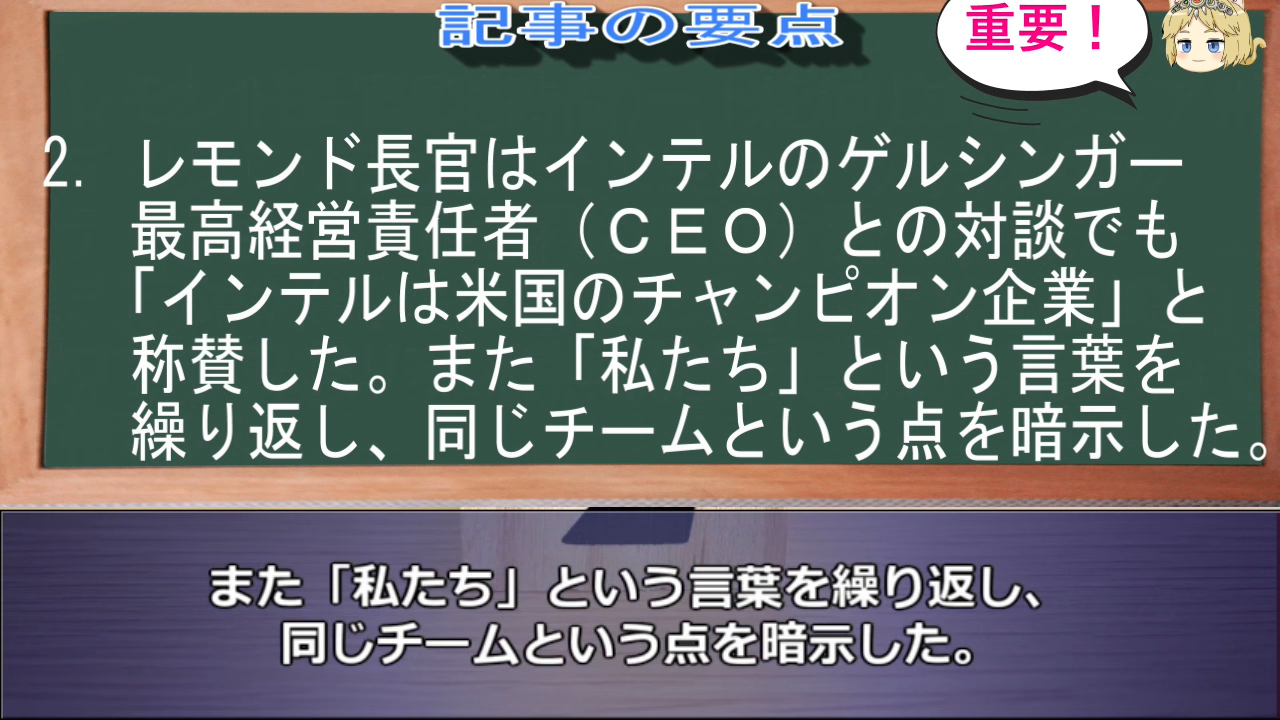 記事の要点
重要！
2. レモンド長官はインテルのゲルシンガー
最高経営責任者（ＣＥＯ）との対談でも
「インテルは米国のチャンピオン企業」と
称賛した。また「私たち」という言葉を
繰り返し、同じチームという点を暗示した。
また「私たち」という言葉を繰り返し、
同じチームという点を暗示した。